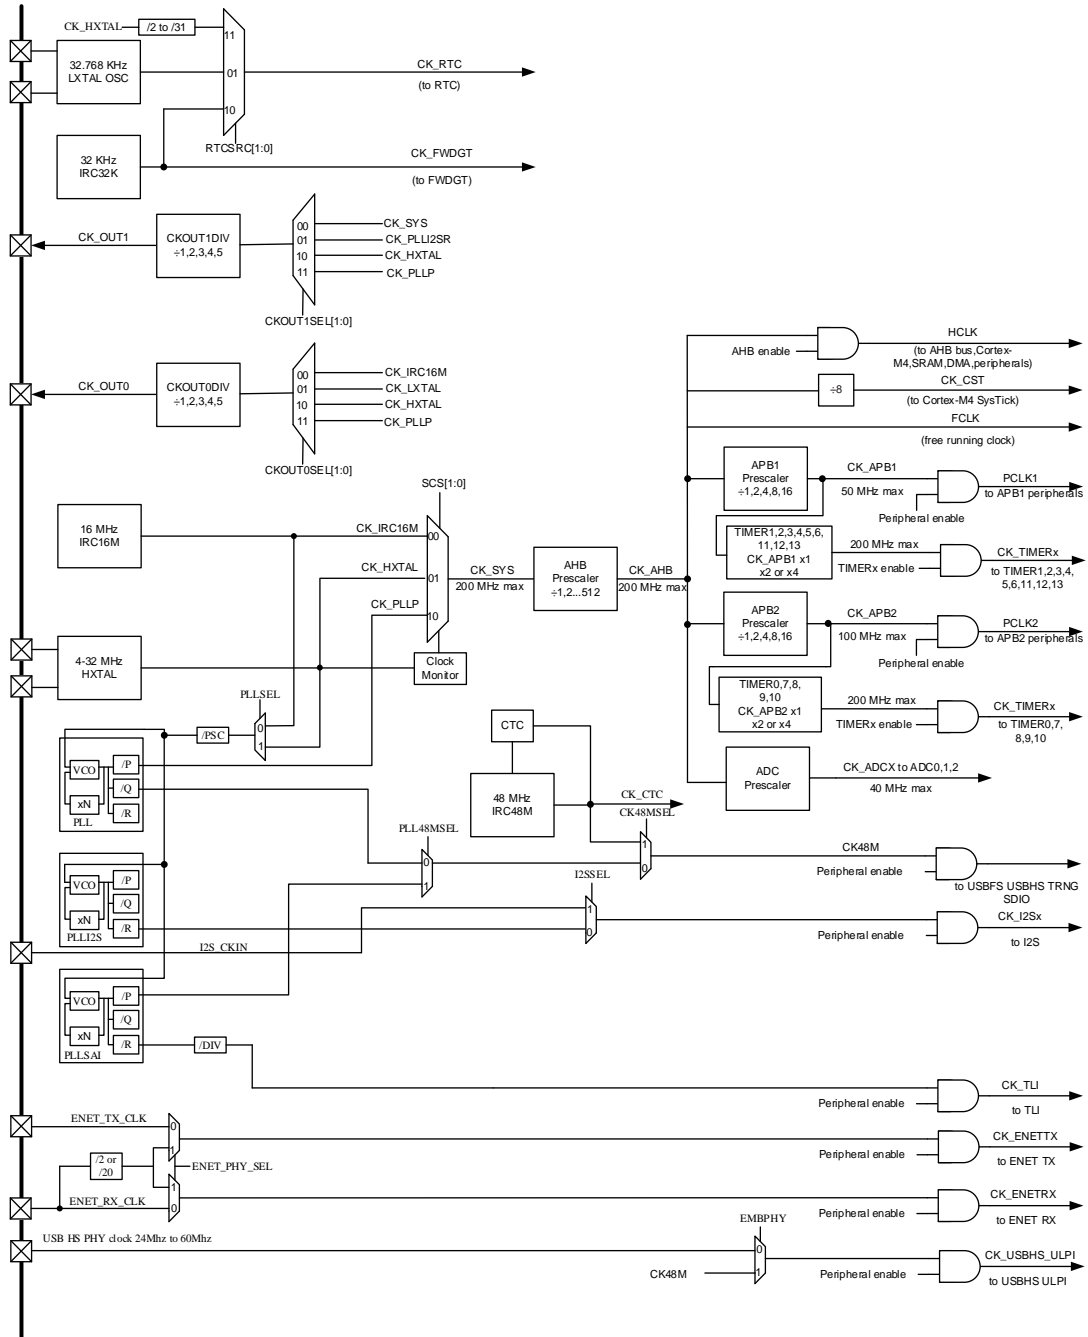 CK_HXTAL
/2 to /31
11
32.768 KHz
LXTAL OSC
01
CK_RTC
(to RTC)
10
RTCSRC[1:0]
32 KHz
IRC32K
CK_FWDGT
(to FWDGT)
CK_OUT1
CKOUT1DIV
÷1,2,3,4,5
00
01
10
11
CK_SYS
CK_PLLI2SR
CK_HXTAL
CK_PLLP
CKOUT1SEL[1:0]
CK_OUT0
CKOUT0DIV
÷1,2,3,4,5
00
01
10
11
CK_IRC16M
CK_LXTAL
CK_HXTAL
CK_PLLP
CKOUT0SEL[1:0]
AHB enable
HCLK
(to AHB bus,Cortex-
M4,SRAM,DMA,peripherals)
÷8
CK_CST
(to Cortex-M4 SysTick)
FCLK
(free running clock)
SCS[1:0]
16 MHz
IRC16M
CK_IRC16M
00
CK_HXTAL
01
CK_PLLP
10
CK_SYS
200 MHz max
AHB
Prescaler
÷1,2...512
CK_AHB
200 MHz max
APB1
Prescaler
÷1,2,4,8,16
CK_APB1
50 MHz max
Peripheral enable
PCLK1
to APB1 peripherals
TIMER1,2,3,4,5,6,
11,12,13
CK_APB1 x1
x2 or x4
200 MHz max
TIMERx enable
CK_TIMERx
to TIMER1,2,3,4,
5,6,11,12,13
APB2
Prescaler
÷1,2,4,8,16
CK_APB2
100 MHz max
Peripheral enable
PCLK2
to APB2 peripherals
TIMER0,7,8,
9,10
CK_APB2 x1
x2 or x4
200 MHz max
TIMERx enable
CK_TIMERx
to TIMER0,7,
8,9,10
ADC
Prescaler
CK_ADCX to ADC0,1,2
40 MHz max
4-32 MHz
HXTAL
Clock
Monitor
PLLSEL
0
1
/PSC
VCO
xN
/P
/Q
/R
PLL
CTC
48 MHz
IRC48M
CK_CTC
CK48MSEL
1
0
PLL48MSEL
0
1
CK48M
Peripheral enable
to USBFS USBHS TRNG
SDIO
VCO
xN
/P
/Q
/R
PLLI2S
I2SSEL
1
0
I2S_CKIN
Peripheral enable
CK_I2Sx
to I2S
VCO
xN
/P
/Q
/R
PLLSAI
/DIV
Peripheral enable
CK_TLI
to TLI
ENET_TX_CLK
0
1
/2 or
/20
ENET_PHY_SEL
ENET_RX_CLK
1
0
Peripheral enable
CK_ENETTX
to ENET TX
Peripheral enable
CK_ENETRX
to ENET RX
USB HS PHY clock 24Mhz to 60Mhz
EMBPHY
0
1
CK48M
Peripheral enable
CK_USBHS_ULPI
to USBHS ULPI